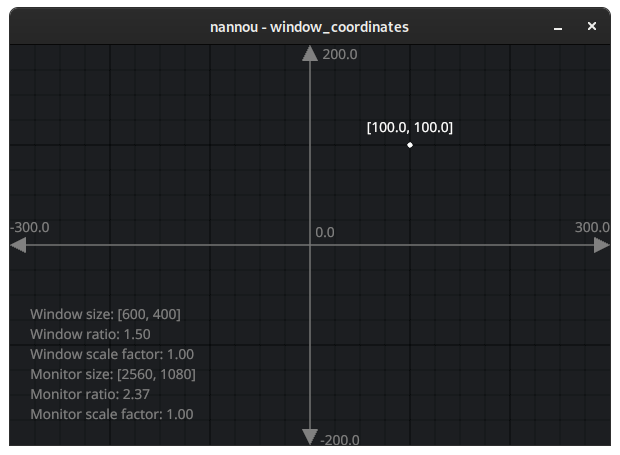 nannou - window_coordinates
200.0
[100.0, 100.0]
-300.0
0.0
300.0
Window size: [600, 400]
Window ratio: 1.50
Window scale factor: 1.00
Monitor size: [2560, 1080]
Monitor ratio: 2.37
Monitor scale factor: 1.00
-200.0